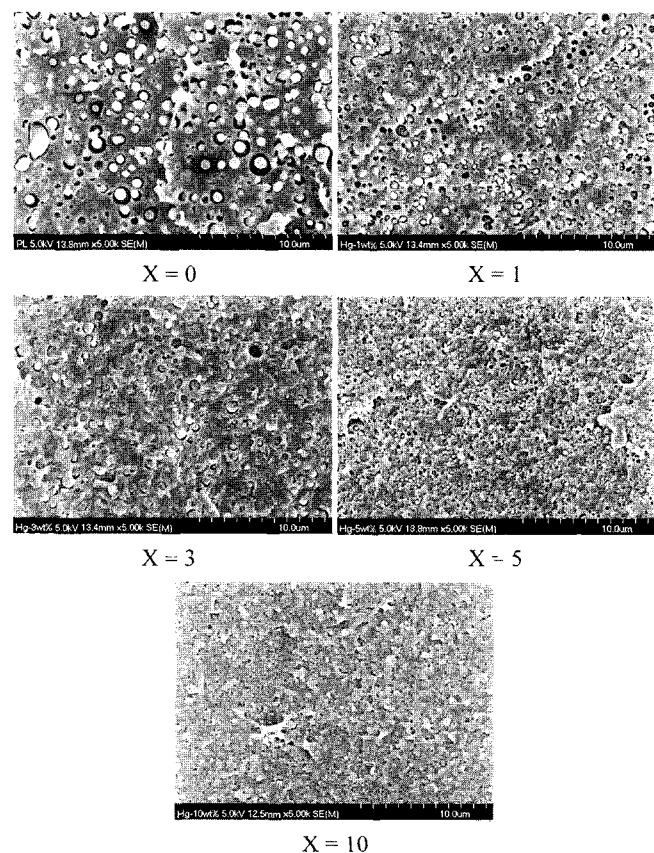 PL 5.0kV 13.8mm x5.00k SE(M) 10.0um
Hg-1wt% 5.0kV 13.4mm x5.00k SE(M) 10.0um
X = 0
X = 1
Hg-3wt% 5.0kV 13.4mm x5.00k SE(M) 10.0um
Hg-5wt% 5.0kV 13.8mm x5.00k SE(M) 10.0um
X = 3
X = 5
Hg-10wt% 5.0kV 12.5mm x5.00k SE(M) 10.0um
X = 10